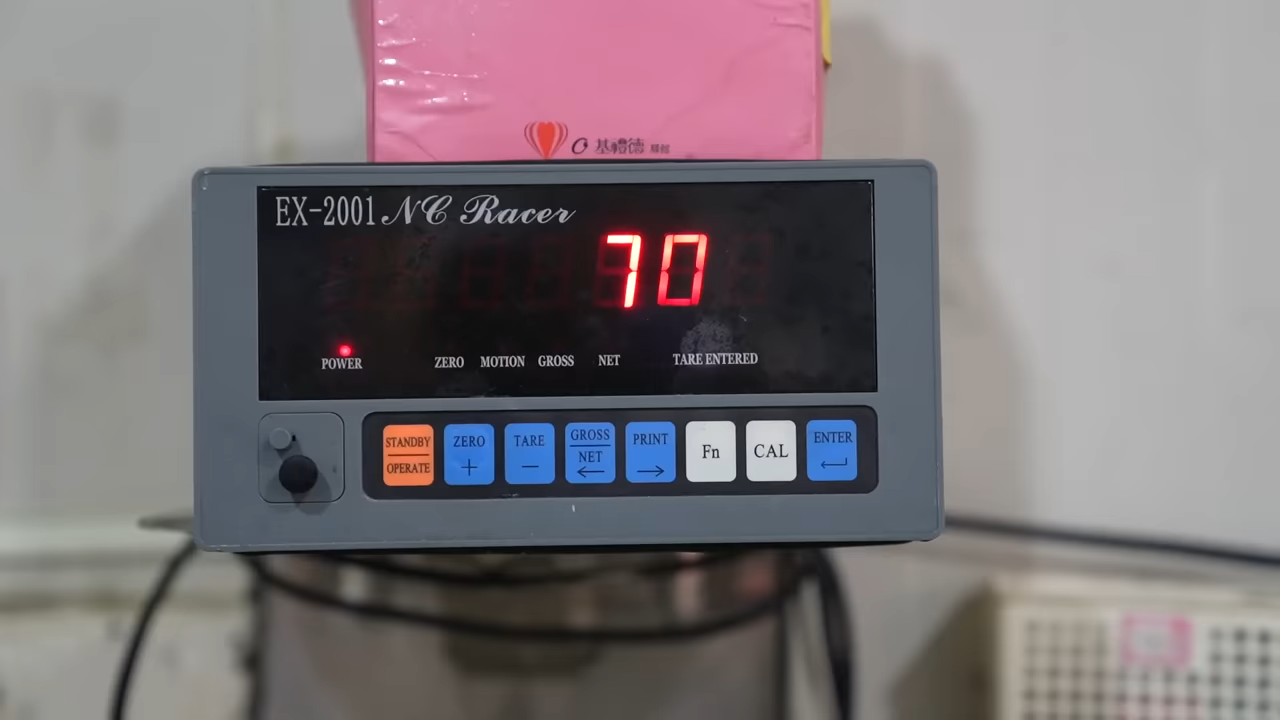 基禮德
EX-2001 NC Racer
70
POWER ZERO MOTION GROSS NET TARE ENTERED
STANDBY ZERO TARE GROSS PRINT Fn CAL ENTER
OPERATE + − NET ← → ↵